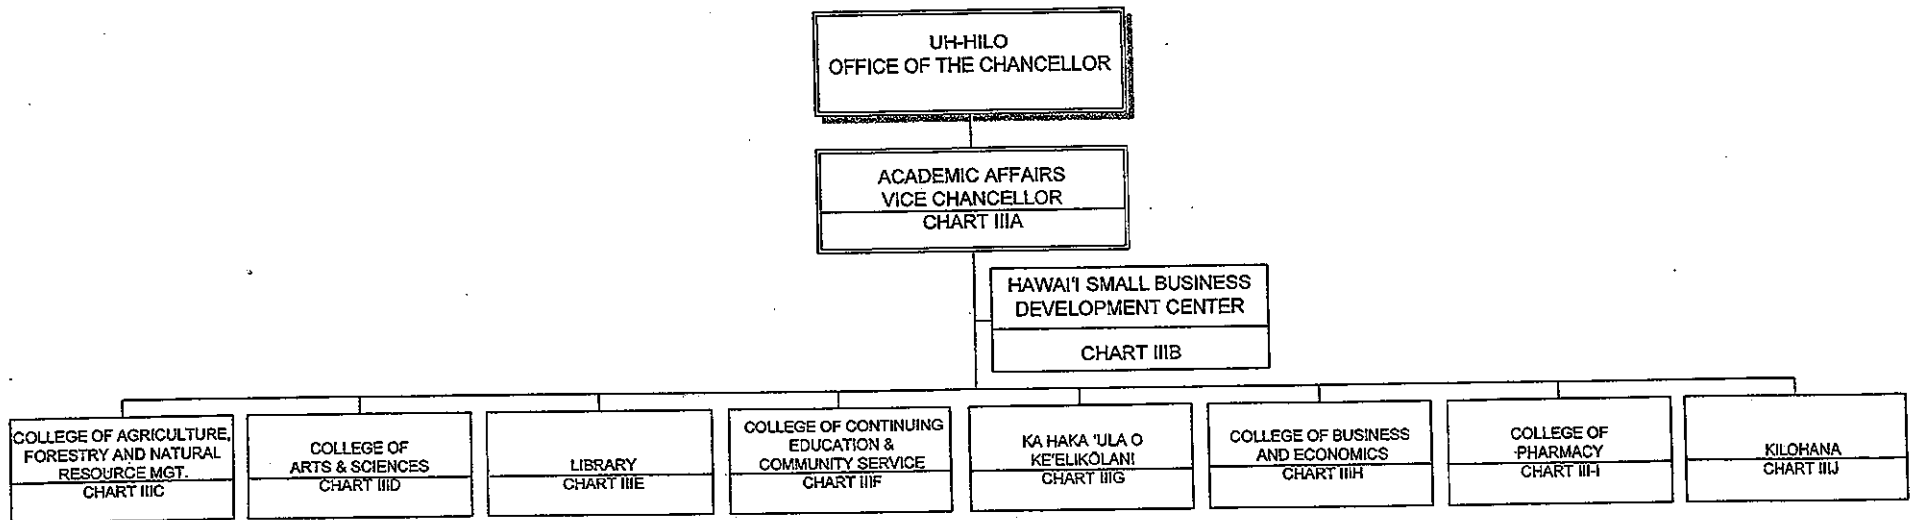 UH-HILO
OFFICE OF THE CHANCELLOR
ACADEMIC AFFAIRS
VICE CHANCELLOR
CHART IIIA
HAWAI'I SMALL BUSINESS
DEVELOPMENT CENTER
CHART IIIB
COLLEGE OF AGRICULTURE,
FORESTRY AND NATURAL
RESOURCE MGT.
CHART IIIC
COLLEGE OF
ARTS & SCIENCES
CHART IIID
LIBRARY
CHART IIIE
COLLEGE OF CONTINUING
EDUCATION &
COMMUNITY SERVICE
CHART IIIF
KA HAKA 'ULA O
KE'ELIKŌLANI
CHART IIIG
COLLEGE OF BUSINESS
AND ECONOMICS
CHART IIIH
COLLEGE OF
PHARMACY
CHART III-I
KILOHANA
CHART IIIJ